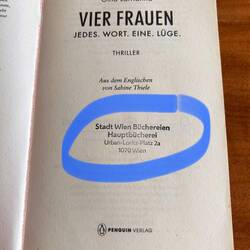 VIER FRAUEN
JEDES. WORT. EINE. LÜGE.
THRILLER
Aus dem Englischen
von Sabine Thiele
Stadt Wien Büchereien
Hauptbücherei
Urban-Loritz-Platz 2a
1070 Wien
PENGUIN VERLAG